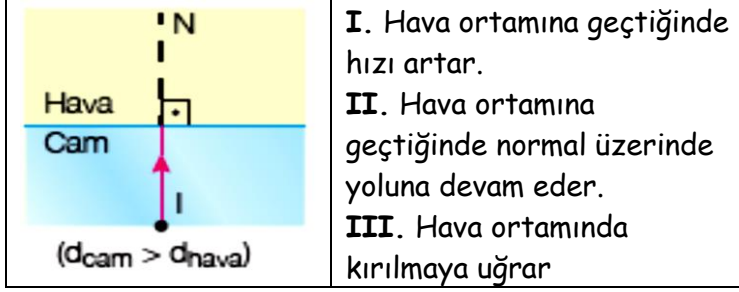 N
Hava
Cam
I
(dcam > dhava)
I. Hava ortamına geçtiğinde
hızı artar.
II. Hava ortamına
geçtiğinde normal üzerinde
yoluna devam eder.
III. Hava ortamında
kırılmaya uğrar